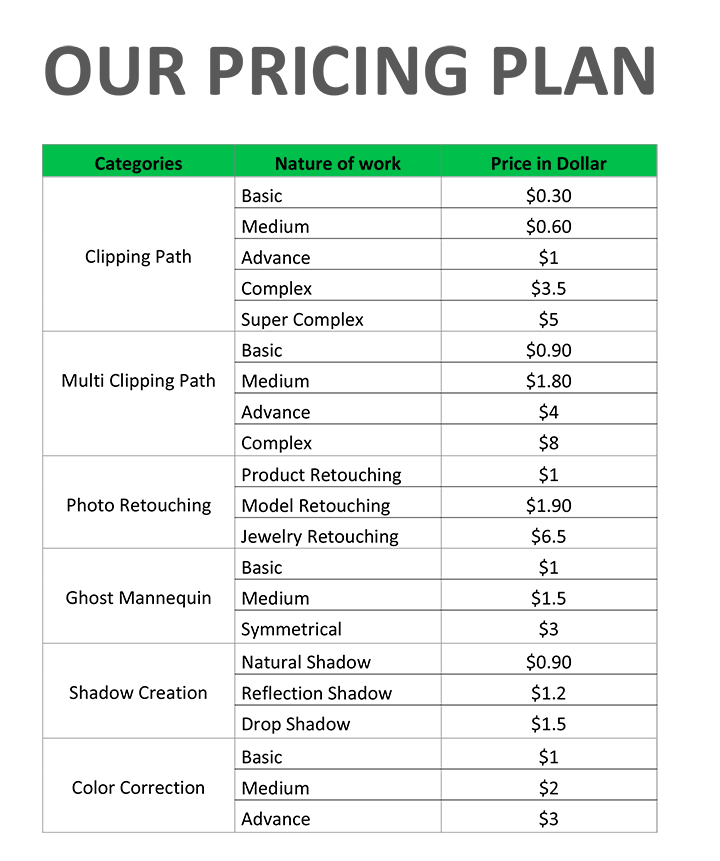 OUR PRICING PLAN
Categories Nature of work Price in Dollar
Basic $0.30
Medium $0.60
Clipping Path Advance $1
Complex $3.5
Super Complex $5
Basic $0.90
Multi Clipping Path Medium $1.80
Advance $4
Complex $8
Product Retouching $1
Photo Retouching Model Retouching $1.90
Jewelry Retouching $6.5
Basic $1
Ghost Mannequin Medium $1.5
Symmetrical $3
Natural Shadow $0.90
Shadow Creation Reflection Shadow $1.2
Drop Shadow $1.5
Basic $1
Color Correction Medium $2
Advance $3